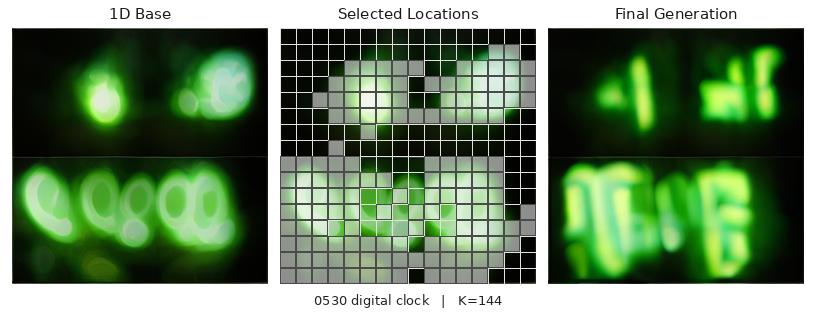 1D Base
Selected Locations
Final Generation
0530 digital clock | K=144